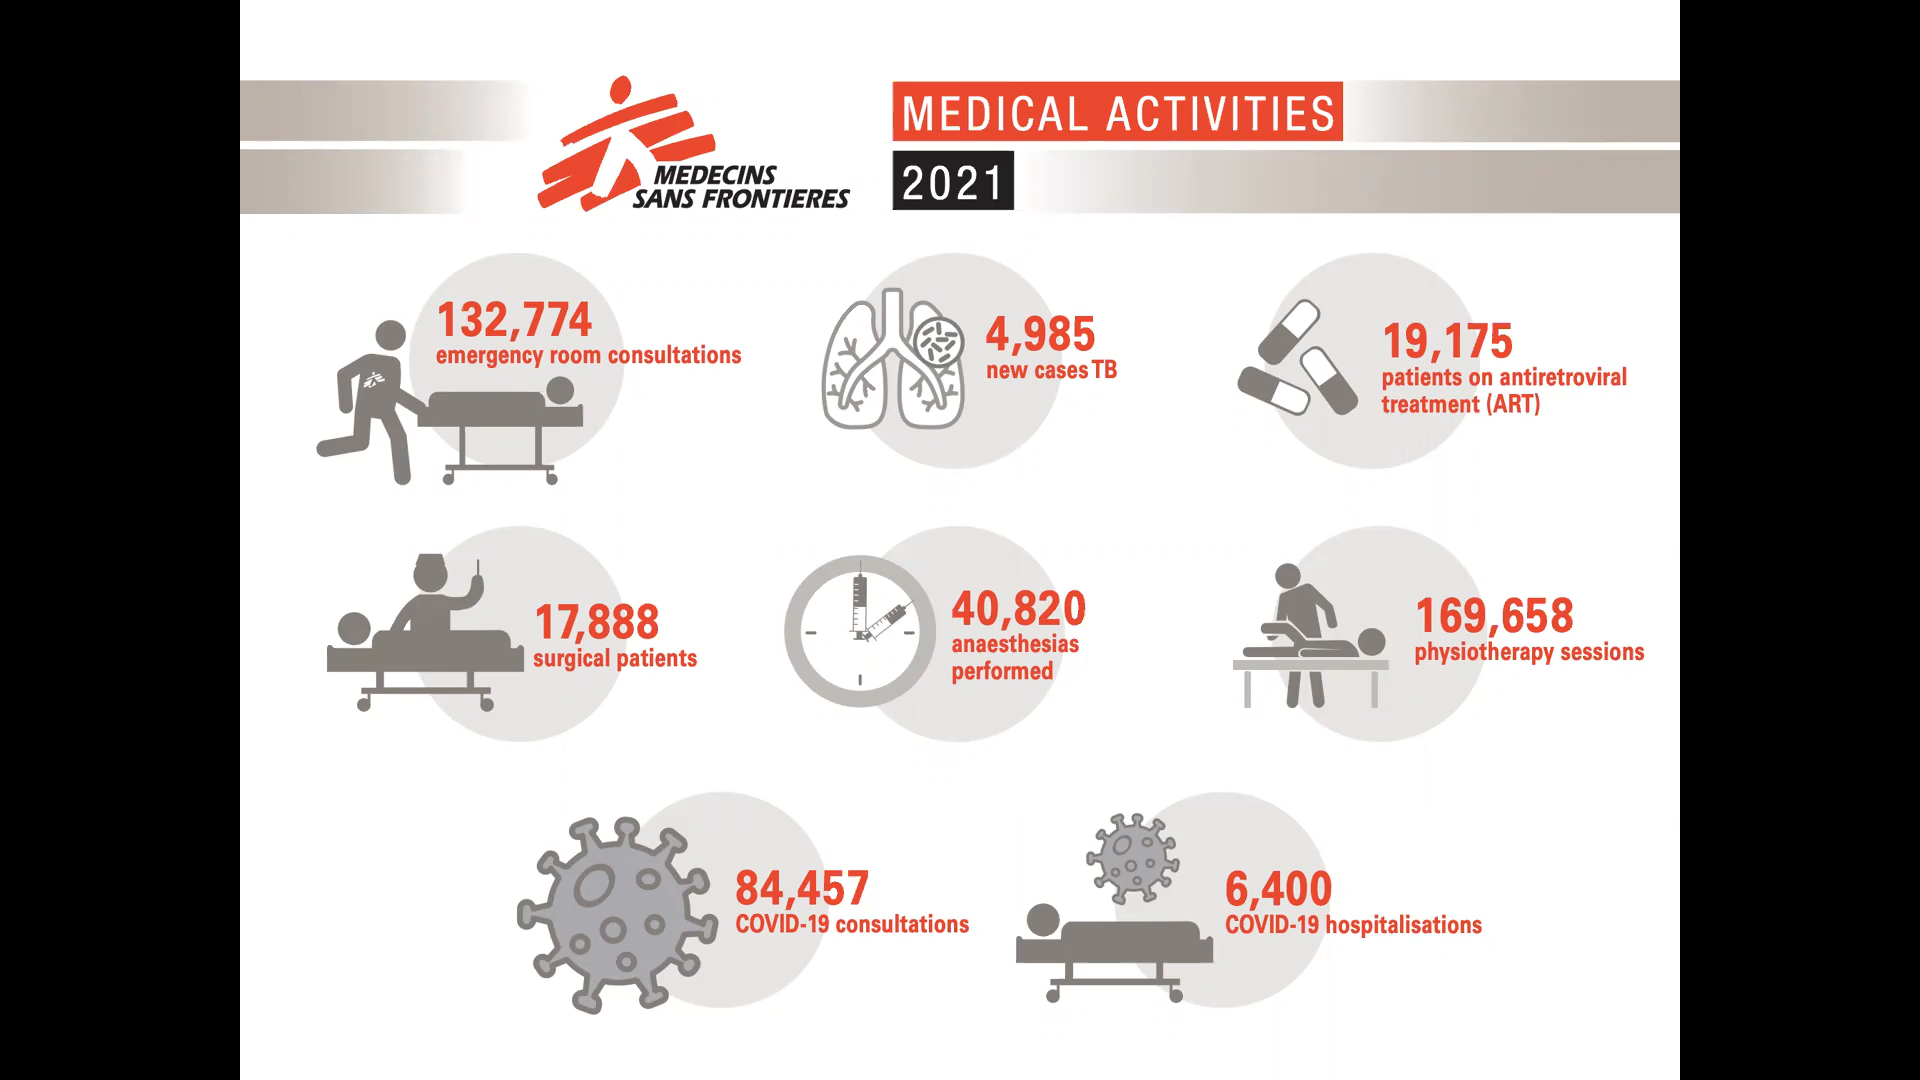 MEDECINS
SANS FRONTIERES
MEDICAL ACTIVITIES
2021
132,774
emergency room consultations
4,985
new cases TB
19,175
patients on antiretroviral
treatment (ART)
17,888
surgical patients
40,820
anaesthesias
performed
169,658
physiotherapy sessions
84,457
COVID-19 consultations
6,400
COVID-19 hospitalisations